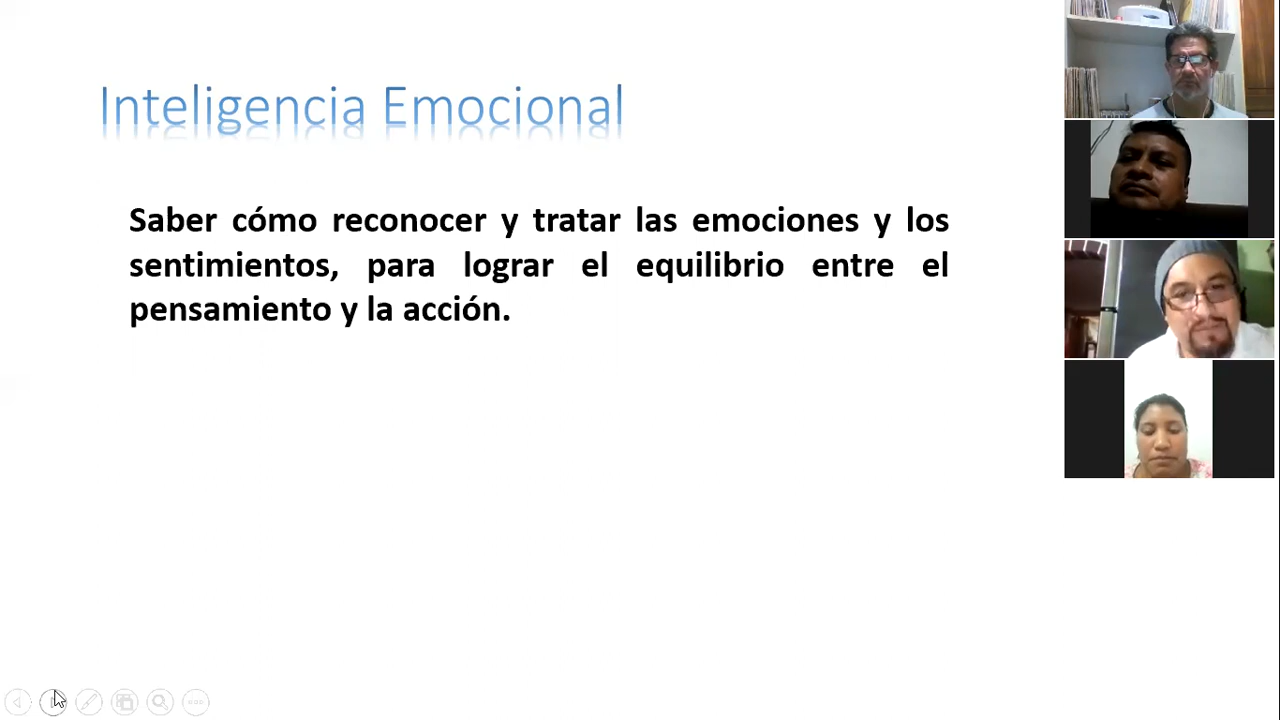 Inteligencia Emocional
Saber cómo reconocer y tratar las emociones y los
sentimientos, para lograr el equilibrio entre el
pensamiento y la acción.